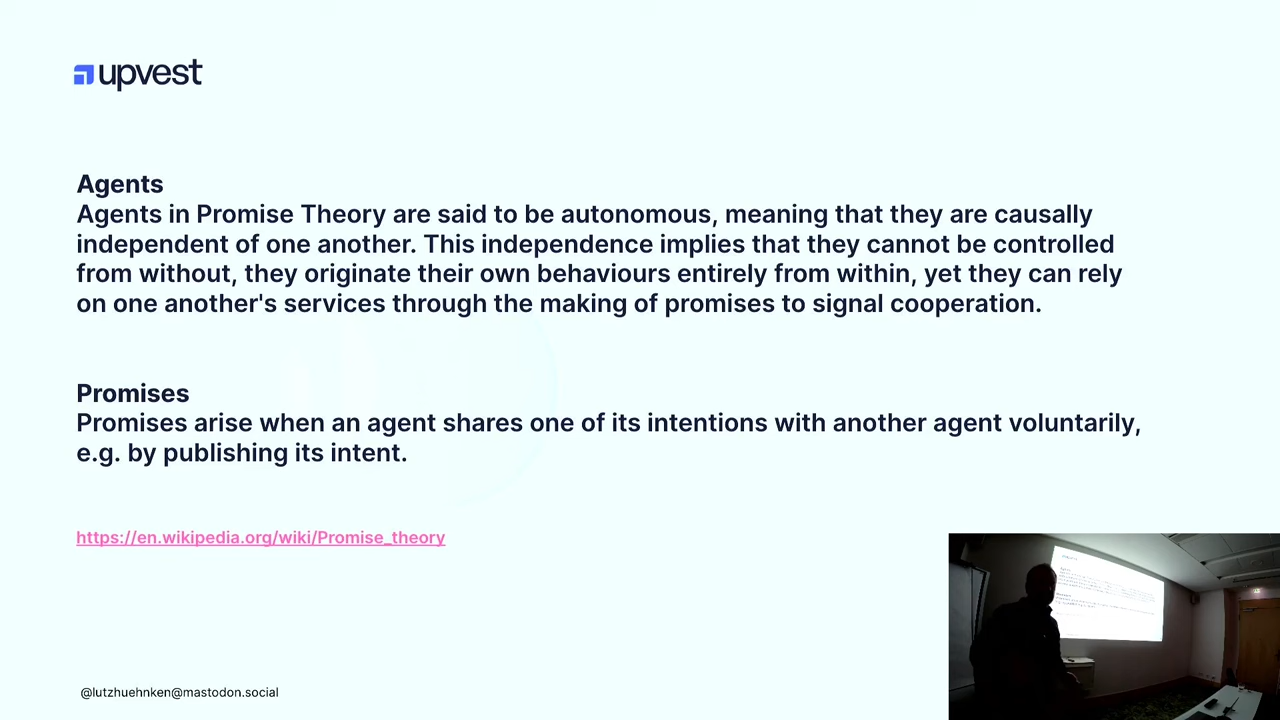 upvest
Agents
Agents in Promise Theory are said to be autonomous, meaning that they are causally
independent of one another. This independence implies that they cannot be controlled
from without, they originate their own behaviours entirely from within, yet they can rely
on one another's services through the making of promises to signal cooperation.
Promises
Promises arise when an agent shares one of its intentions with another agent voluntarily,
e.g. by publishing its intent.
https://en.wikipedia.org/wiki/Promise_theory
@lutzhuehnken@mastodon.social